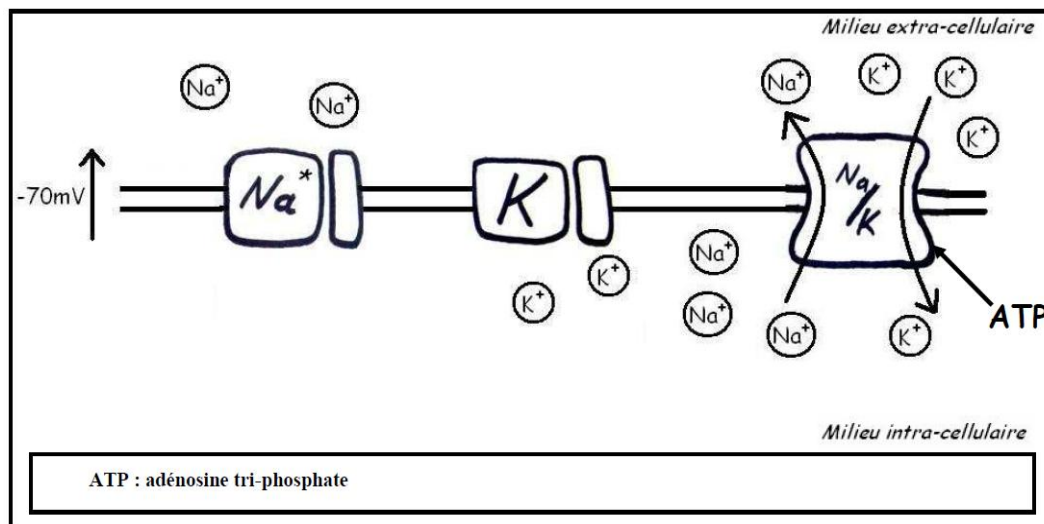 Milieu extra-cellulaire
Na+
Na+
Na+
K+
K+
K+
-70mV
Na*
K
Na/K
K+
K+
Na+
Na+
Na+
K+
ATP
Milieu intra-cellulaire
ATP : adénosine tri-phosphate